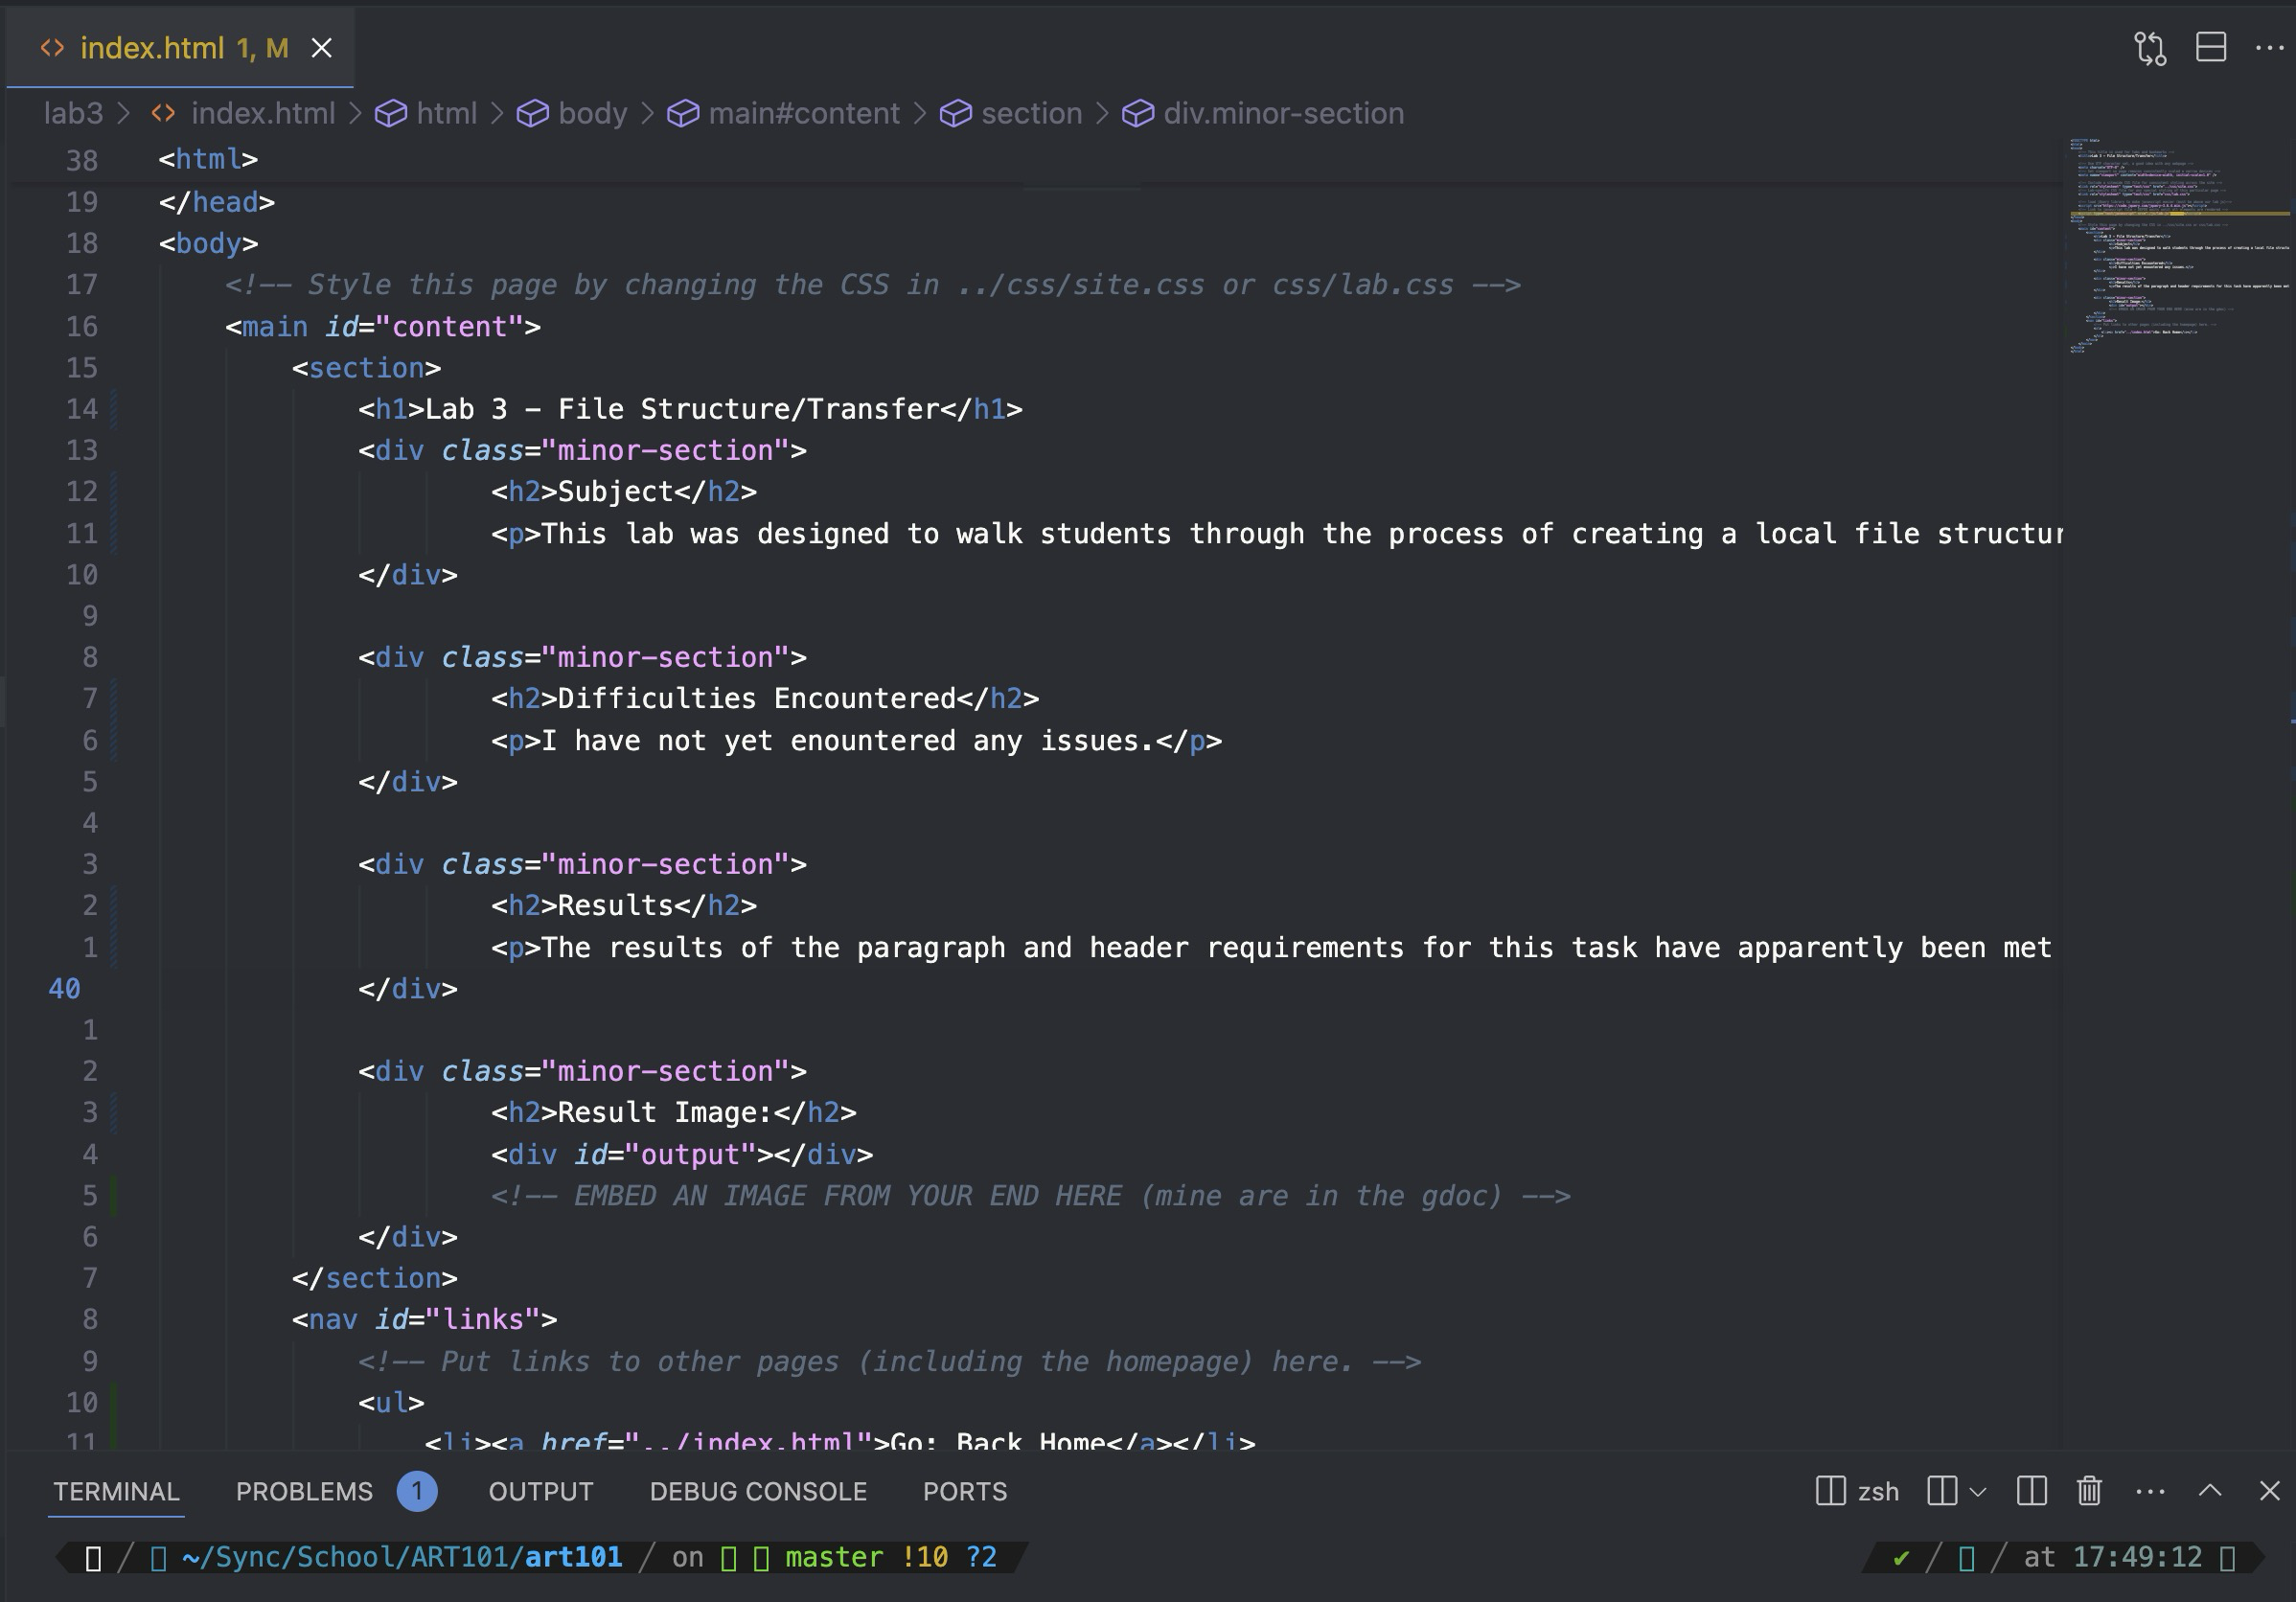 index.html 1, M
lab3 > index.html > html > body > main#content > section > div.minor-section
38 <html>
19 </head>
18 <body>
17 <!-- Style this page by changing the CSS in ../css/site.css or css/lab.css -->
16 <main id="content">
15 <section>
14 <h1>Lab 3 - File Structure/Transfer</h1>
13 <div class="minor-section">
12 <h2>Subject</h2>
11 <p>This lab was designed to walk students through the process of creating a local file structur
10 </div>
9
8 <div class="minor-section">
7 <h2>Difficulties Encountered</h2>
6 <p>I have not yet enountered any issues.</p>
5 </div>
4
3 <div class="minor-section">
2 <h2>Results</h2>
1 <p>The results of the paragraph and header requirements for this task have apparently been met
40 </div>
1
2 <div class="minor-section">
3 <h2>Result Image:</h2>
4 <div id="output"></div>
5 <!-- EMBED AN IMAGE FROM YOUR END HERE (mine are in the gdoc) -->
6 </div>
7 </section>
8 <nav id="links">
9 <!-- Put links to other pages (including the homepage) here. -->
10 <ul>
11 <li><a href="../index.html">Go: Back Home</a></li>
TERMINAL PROBLEMS 1 OUTPUT DEBUG CONSOLE PORTS zsh
~/Sync/School/ART101/art101 / on master !10 ?2 ✔ / / at 17:49:12